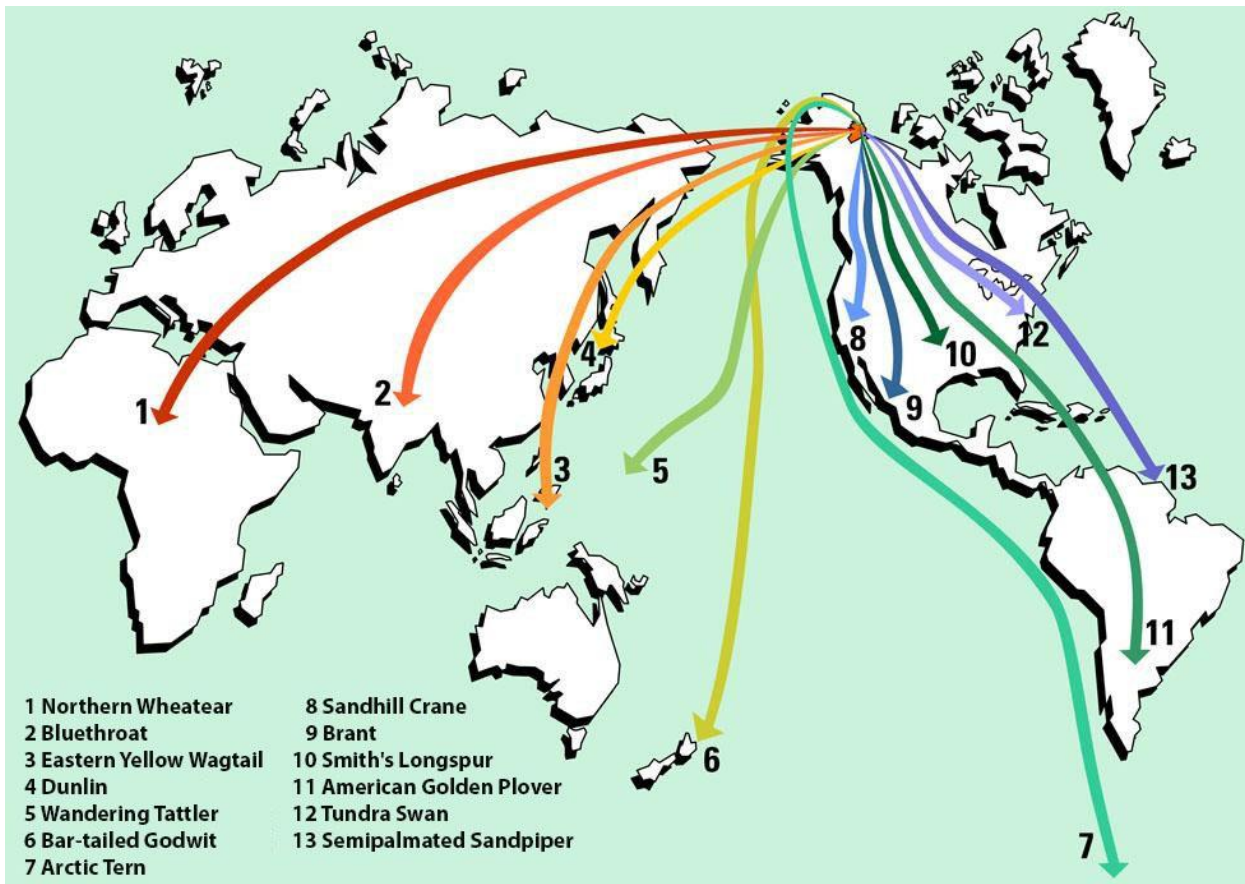 1
2
3
4
5
6
7
8
9
10
11
12
13
1 Northern Wheatear
2 Bluethroat
3 Eastern Yellow Wagtail
4 Dunlin
5 Wandering Tattler
6 Bar-tailed Godwit
7 Arctic Tern
8 Sandhill Crane
9 Brant
10 Smith's Longspur
11 American Golden Plover
12 Tundra Swan
13 Semipalmated Sandpiper